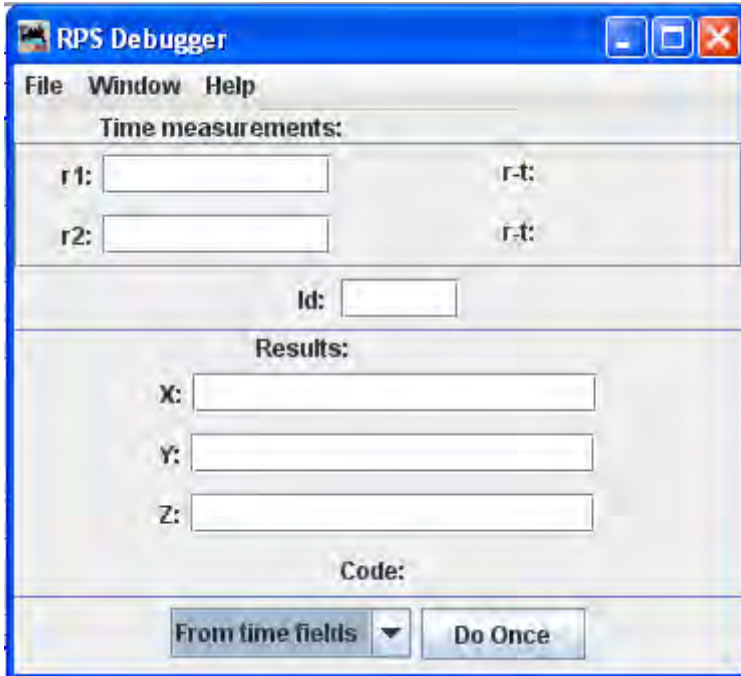 RPS Debugger
File Window Help
Time measurements:
r1: r-t:
r2: r-t:
Id:
Results:
X:
Y:
Z:
Code:
From time fields Do Once